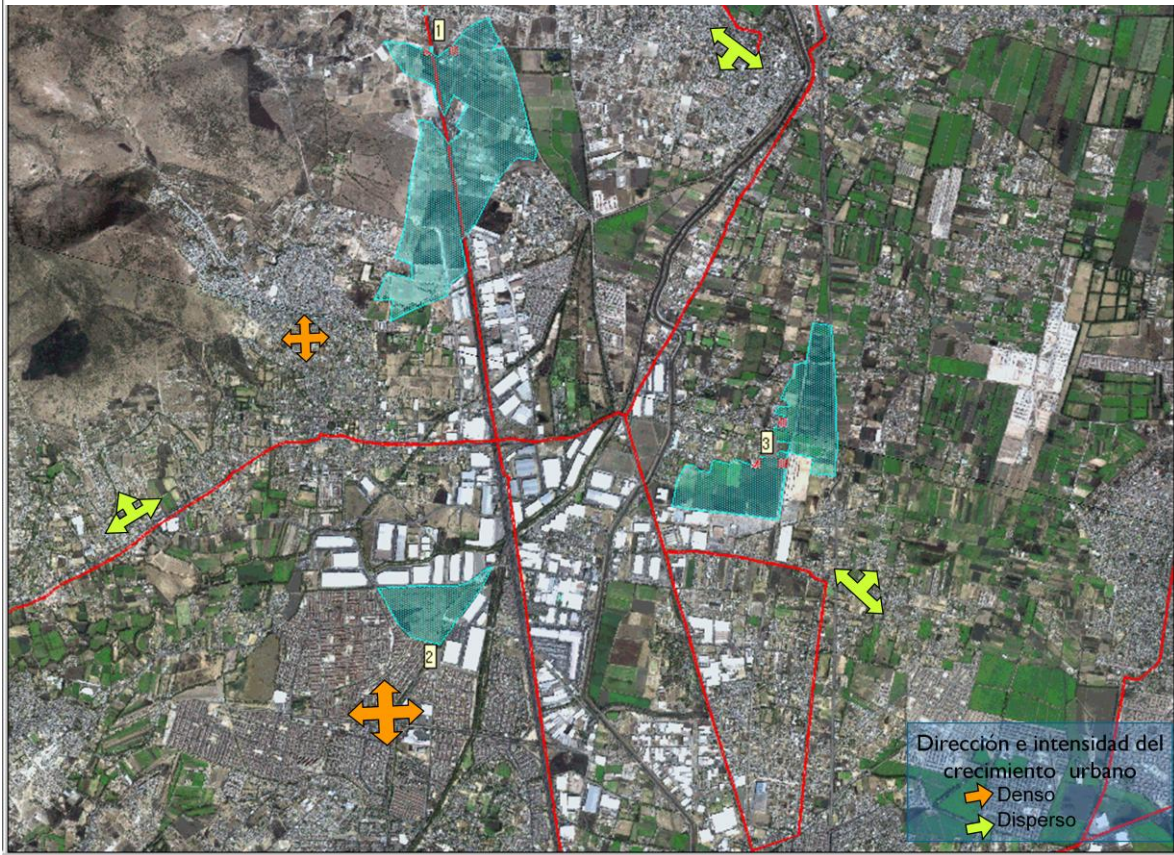 1
3
2
Dirección e intensidad del
crecimiento urbano
Denso
Disperso